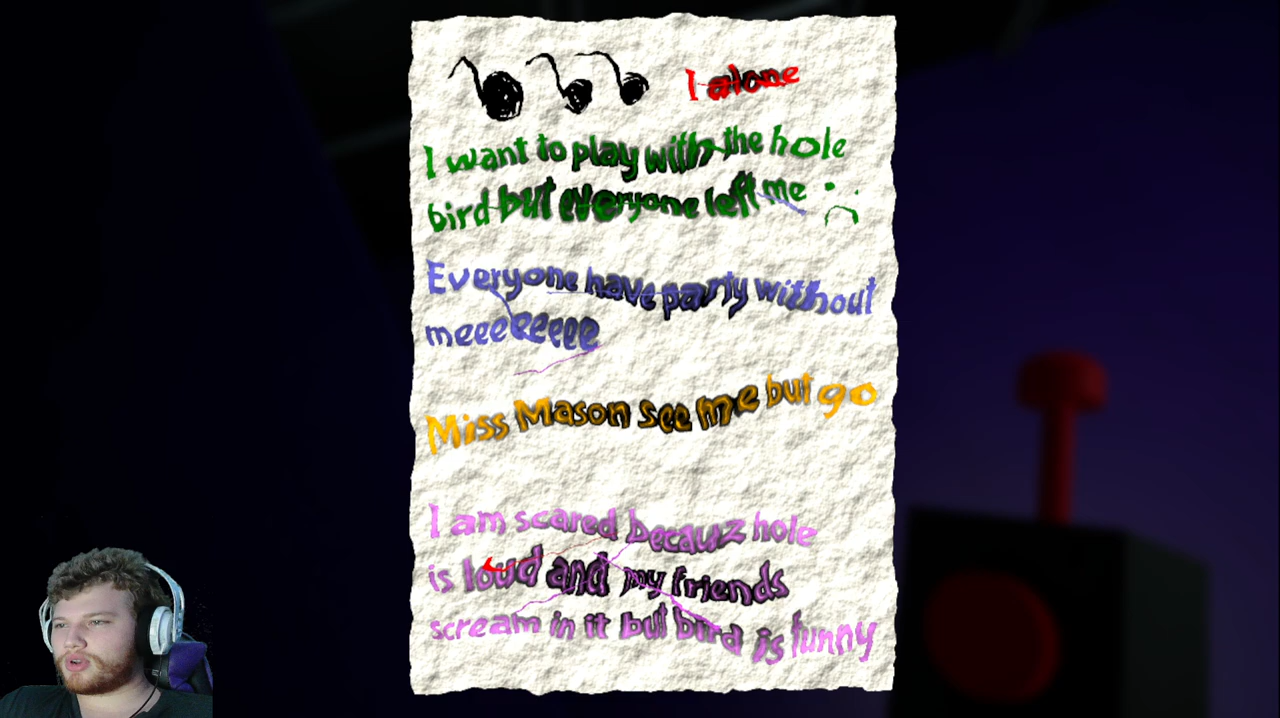 I alone
I want to play with the hole
bird but everyone left me :(
Everyone have party without
meeeeeeee
Miss Mason see me but go
I am scared becauz hole
is loud and my friends
scream in it but bird is funny